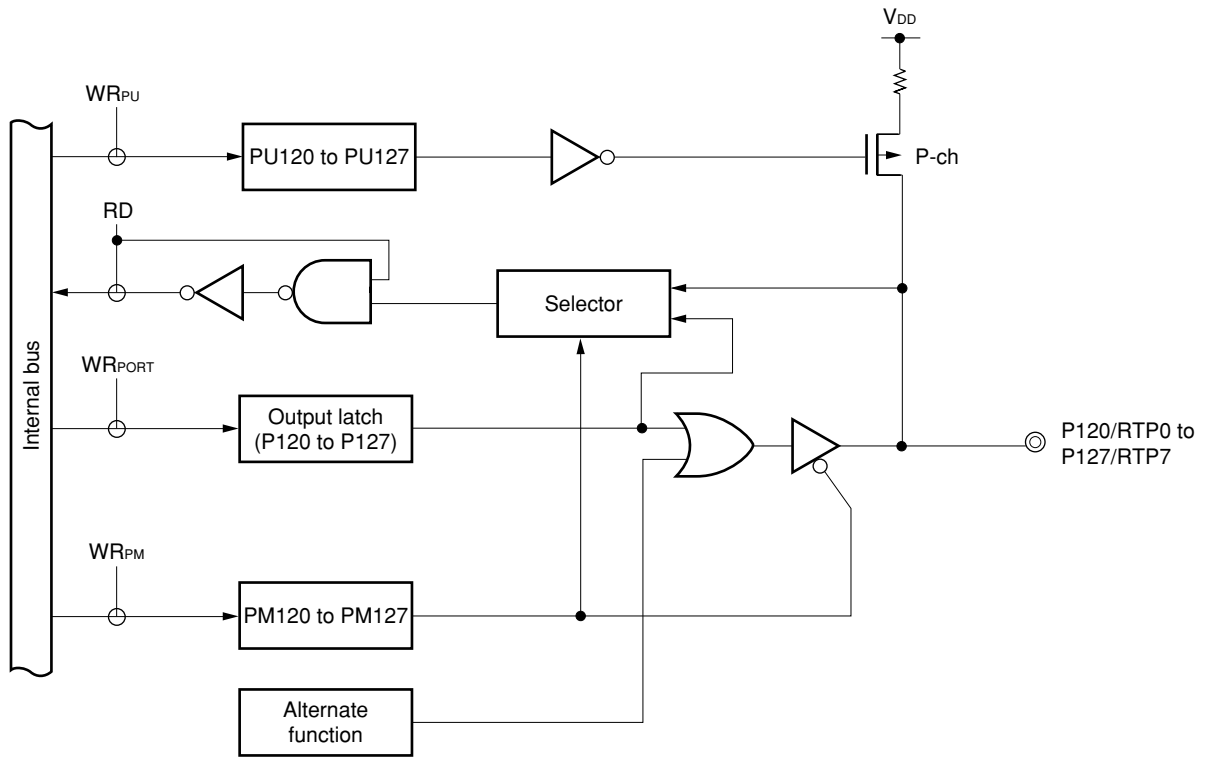 VDD
WRPU
PU120 to PU127
P-ch
RD
Selector
Internal bus
WRPORT
Output latch
(P120 to P127)
P120/RTP0 to
P127/RTP7
WRPM
PM120 to PM127
Alternate
function